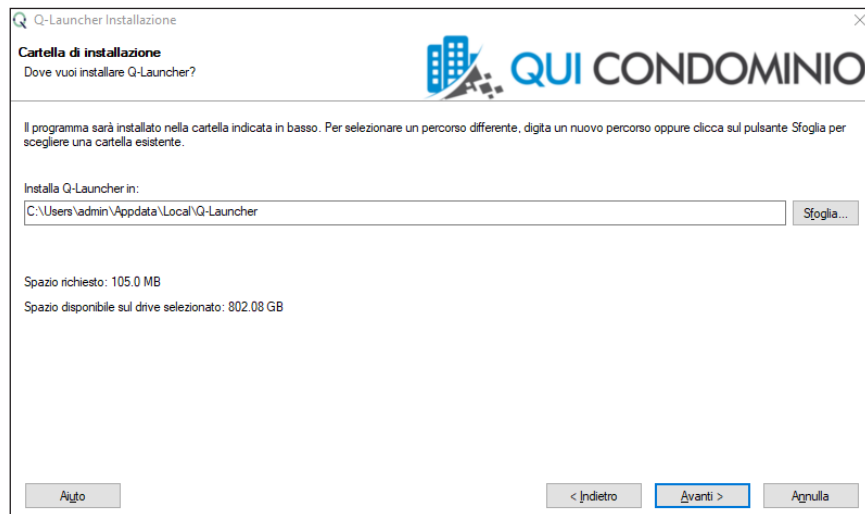 Q-Launcher Installazione
Cartella di installazione
Dove vuoi installare Q-Launcher?
QUI CONDOMINIO
Il programma sarà installato nella cartella indicata in basso. Per selezionare un percorso differente, digita un nuovo percorso oppure clicca sul pulsante Sfoglia per
scegliere una cartella esistente.
Installa Q-Launcher in:
C:\Users\admin\Appdata\Local\Q-Launcher
Sfoglia...
Spazio richiesto: 105.0 MB
Spazio disponibile sul drive selezionato: 802.08 GB
Aiuto
< Indietro
Avanti >
Annulla